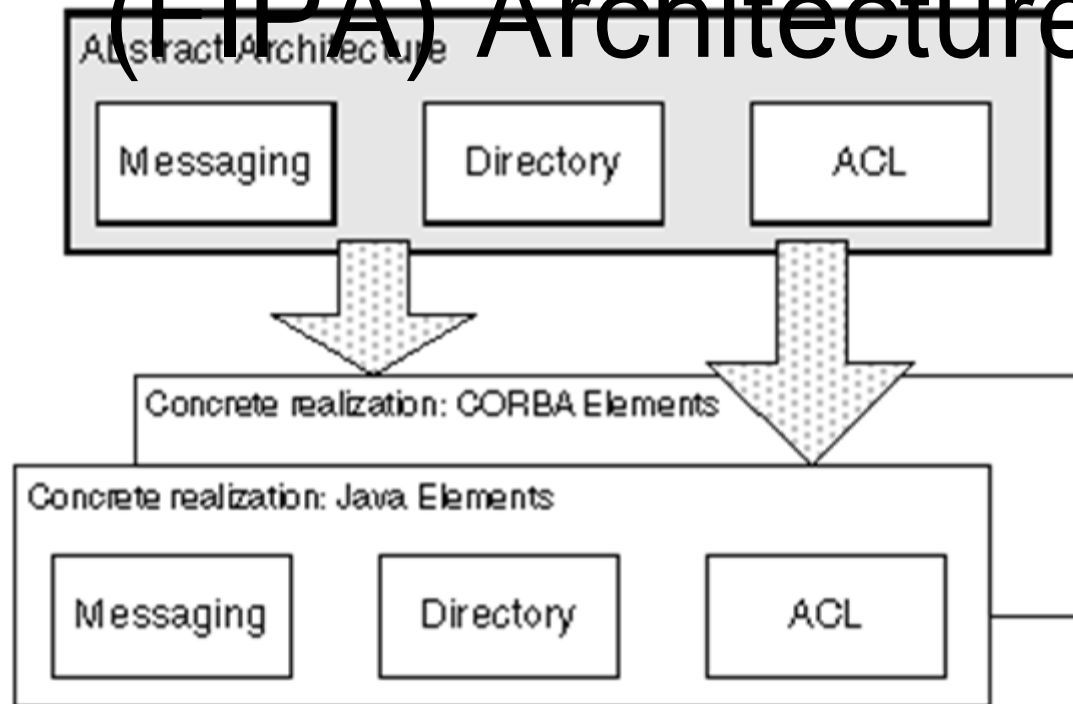 (FIPA) Architecture
Abstract Architecture
Messaging Directory ACL
Concrete realization: CORBA Elements
Concrete realization: Java Elements
Messaging Directory ACL